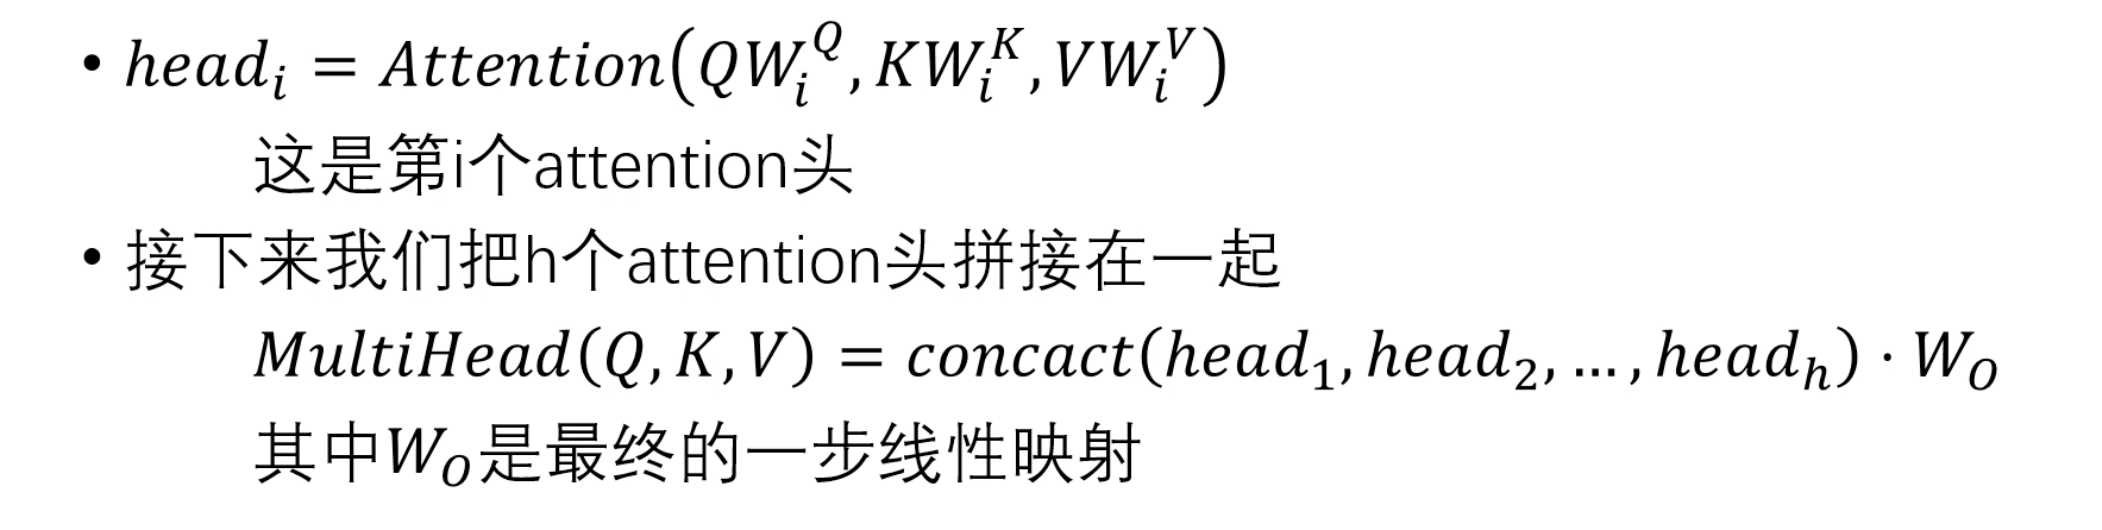 • head_i = Attention(QW_i^Q, KW_i^K, VW_i^V)
这是第i个attention头
• 接下来我们把h个attention头拼接在一起
MultiHead(Q, K, V) = concact(head_1, head_2, … , head_h) · W_O
其中W_O是最终的一步线性映射